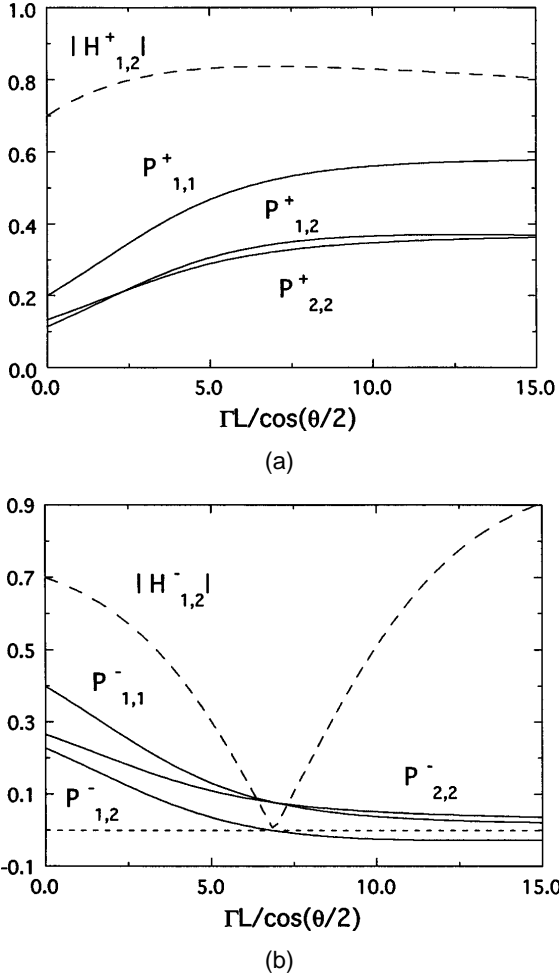 1.0
|H⁺₁,₂|
0.8
P⁺₁,₁
0.6
P⁺₁,₂
0.4
P⁺₂,₂
0.2
0.0
0.0 5.0 10.0 15.0
ΓL/cos(θ/2)
(a)
0.9
0.7
|H⁻₁,₂|
0.5
P⁻₁,₁
0.3
P⁻₂,₂
0.1
P⁻₁,₂
-0.1
0.0 5.0 10.0 15.0
ΓL/cos(θ/2)
(b)